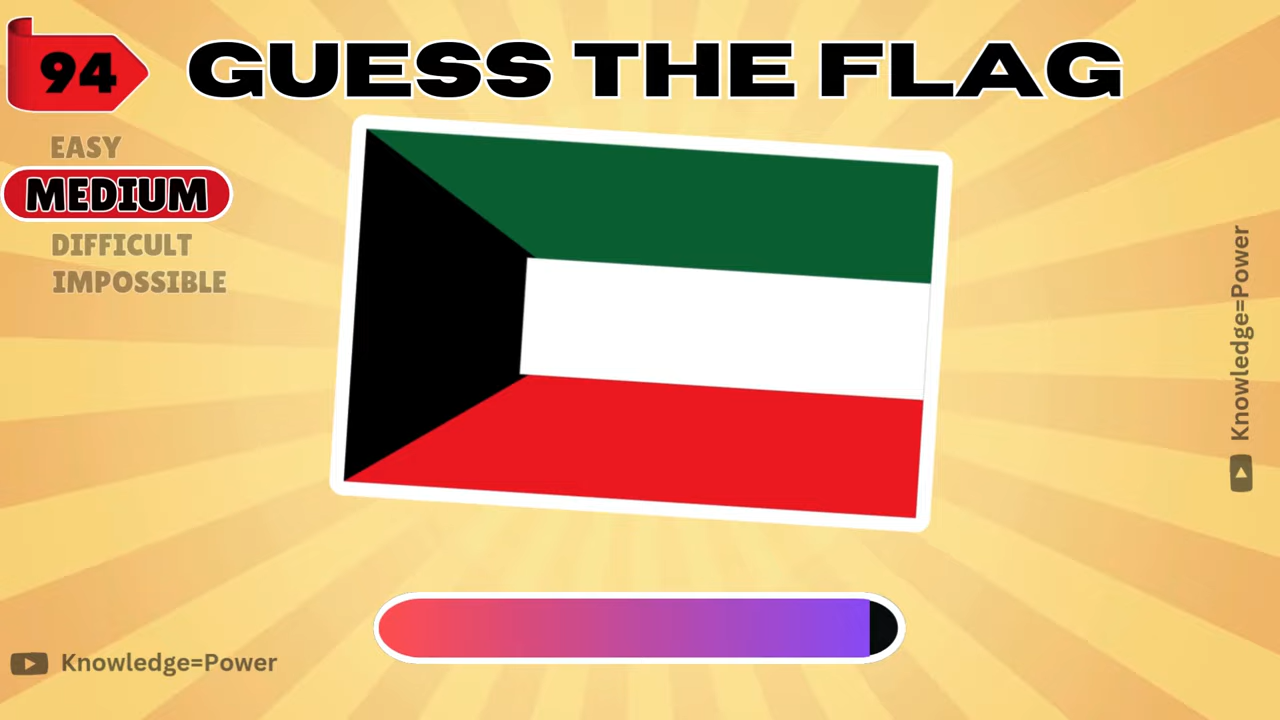 94
GUESS THE FLAG
EASY
MEDIUM
DIFFICULT
IMPOSSIBLE
Knowledge=Power
Knowledge=Power